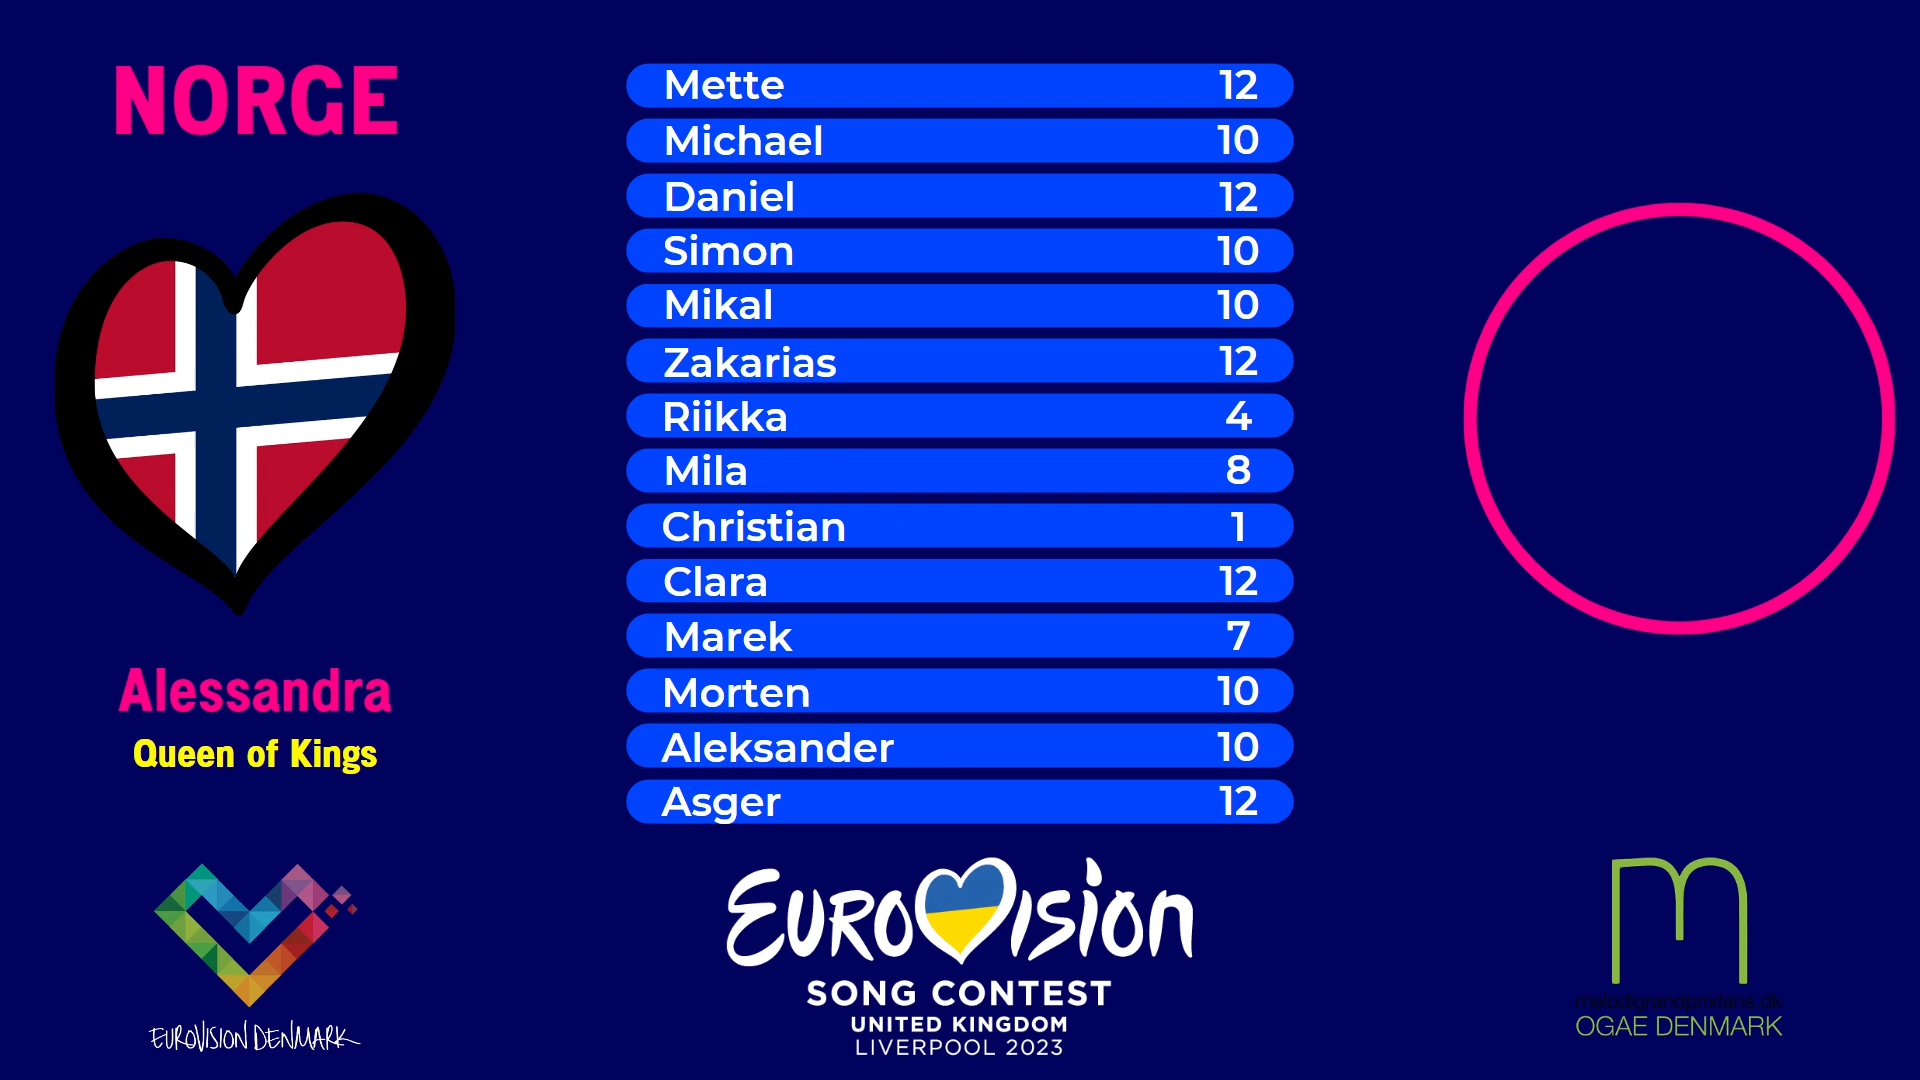 NORGE
Alessandra
Queen of Kings
Mette 12
Michael 10
Daniel 12
Simon 10
Mikal 10
Zakarias 12
Riikka 4
Mila 8
Christian 1
Clara 12
Marek 7
Morten 10
Aleksander 10
Asger 12
EUROVISION DENMARK
EUROVISION
SONG CONTEST
UNITED KINGDOM
LIVERPOOL 2023
m
melodigrandprixfans.dk
OGAE DENMARK